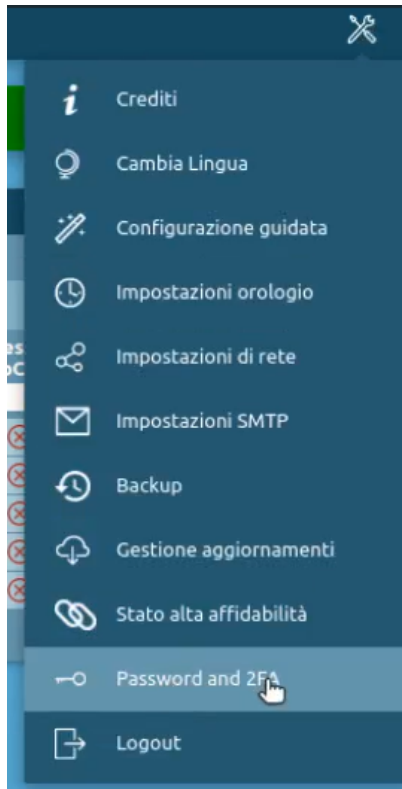 Crediti
Cambia Lingua
Configurazione guidata
Impostazioni orologio
Impostazioni di rete
Impostazioni SMTP
Backup
Gestione aggiornamenti
Stato alta affidabilità
Password and 2FA
Logout